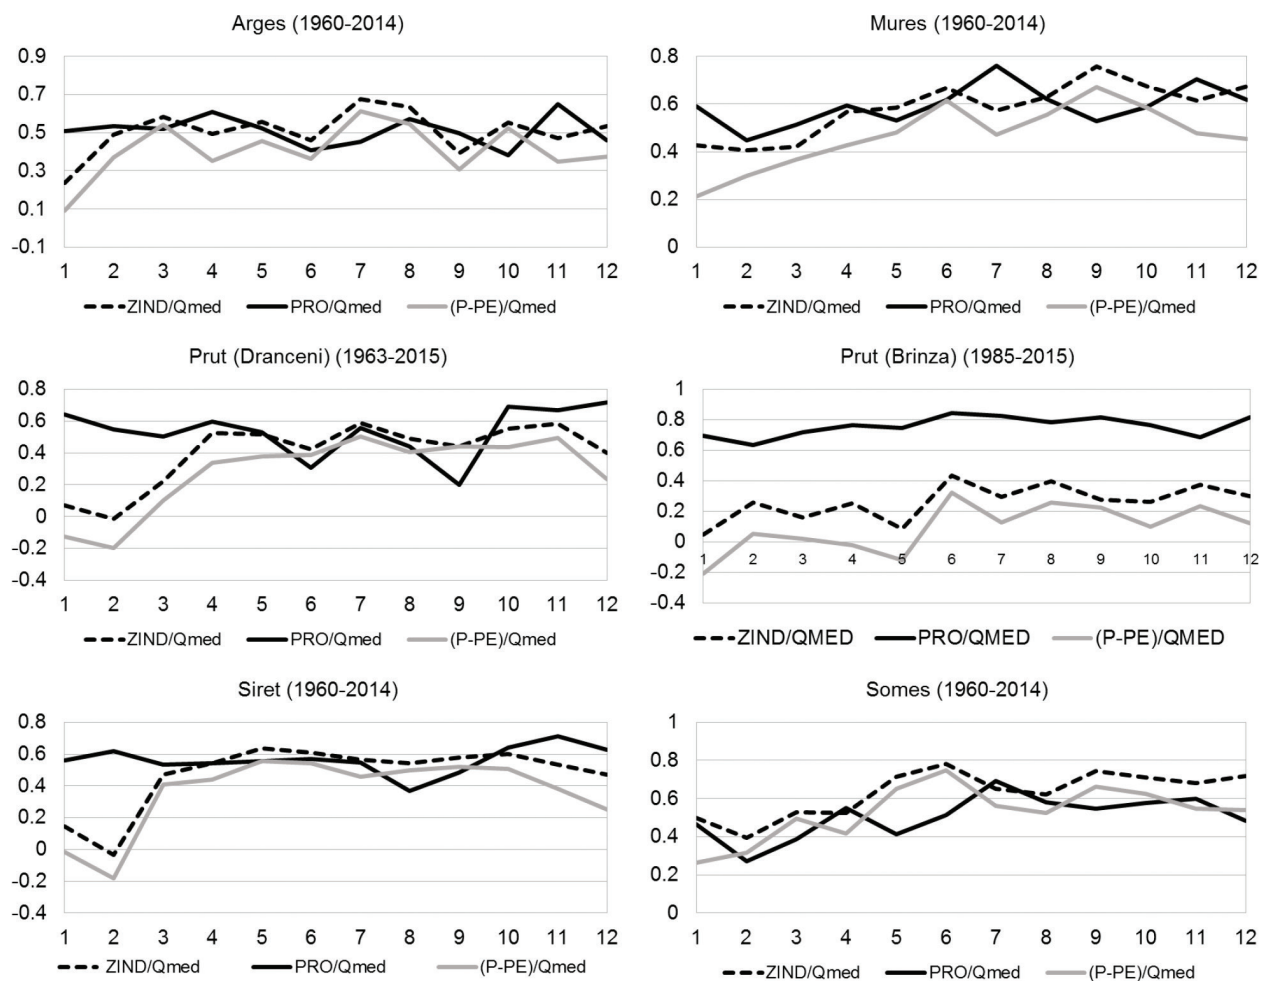 Arges (1960-2014)
0.9
0.7
0.5
0.3
0.1
-0.1
1 2 3 4 5 6 7 8 9 10 11 12
ZIND/Qmed PRO/Qmed (P-PE)/Qmed
Mures (1960-2014)
0.8
0.6
0.4
0.2
0
1 2 3 4 5 6 7 8 9 10 11 12
ZIND/Qmed PRO/Qmed (P-PE)/Qmed
Prut (Dranceni) (1963-2015)
0.8
0.6
0.4
0.2
0
-0.2
-0.4
1 2 3 4 5 6 7 8 9 10 11 12
ZIND/Qmed PRO/Qmed (P-PE)/Qmed
Prut (Brinza) (1985-2015)
1
0.8
0.6
0.4
0.2
0
-0.2
-0.4
1 2 3 4 5 6 7 8 9 10 11 12
ZIND/QMED PRO/QMED (P-PE)/QMED
Siret (1960-2014)
0.8
0.6
0.4
0.2
0
-0.2
-0.4
1 2 3 4 5 6 7 8 9 10 11 12
ZIND/Qmed PRO/Qmed (P-PE)/Qmed
Somes (1960-2014)
1
0.8
0.6
0.4
0.2
0
1 2 3 4 5 6 7 8 9 10 11 12
ZIND/Qmed PRO/Qmed (P-PE)/Qmed